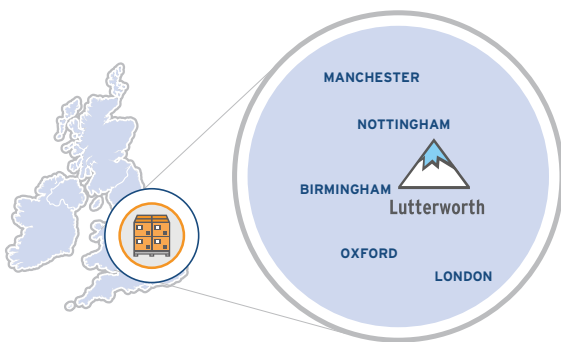 MANCHESTER
NOTTINGHAM
BIRMINGHAM
Lutterworth
OXFORD
LONDON